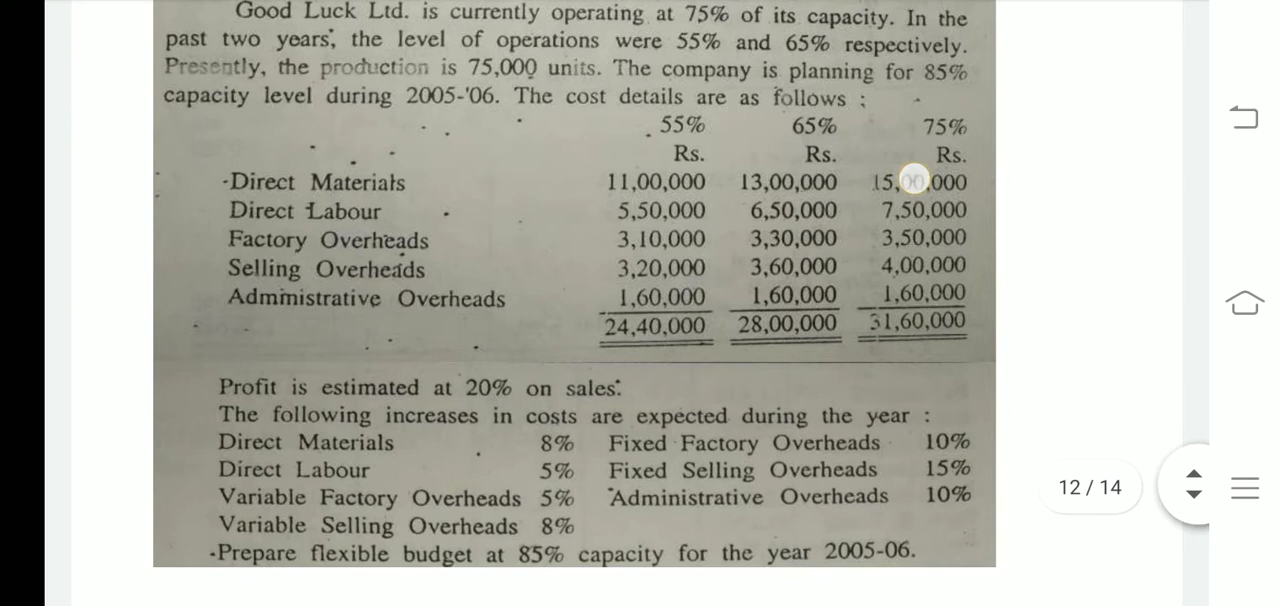 Good Luck Ltd. is currently operating at 75% of its capacity. In the
past two years, the level of operations were 55% and 65% respectively.
Presently, the production is 75,000 units. The company is planning for 85%
capacity level during 2005-'06. The cost details are as follows :
55% 65% 75%
Rs. Rs. Rs.
Direct Materials 11,00,000 13,00,000 15,00,000
Direct Labour 5,50,000 6,50,000 7,50,000
Factory Overheads 3,10,000 3,30,000 3,50,000
Selling Overheads 3,20,000 3,60,000 4,00,000
Administrative Overheads 1,60,000 1,60,000 1,60,000
24,40,000 28,00,000 31,60,000
Profit is estimated at 20% on sales.
The following increases in costs are expected during the year :
Direct Materials 8% Fixed Factory Overheads 10%
Direct Labour 5% Fixed Selling Overheads 15%
Variable Factory Overheads 5% Administrative Overheads 10%
Variable Selling Overheads 8%
Prepare flexible budget at 85% capacity for the year 2005-06.
12 / 14